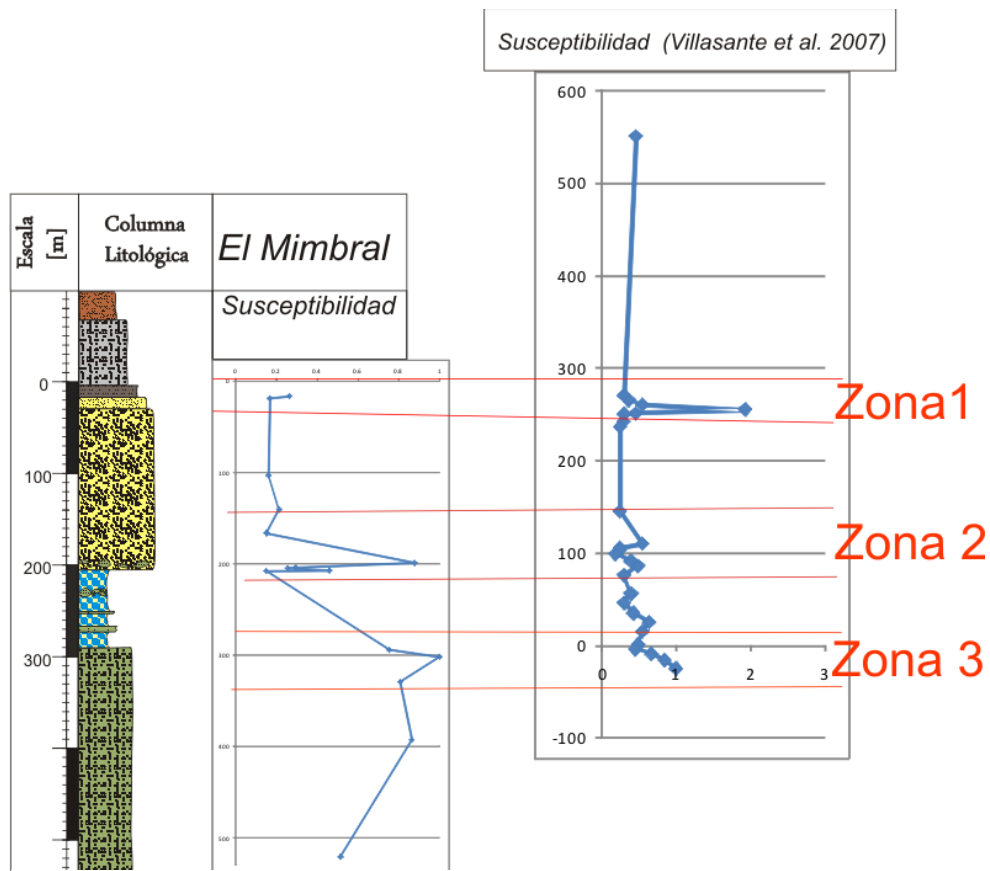 Susceptibilidad (Villasante et al. 2007)
600
500
400
300
200
100
0
-100
0 1 2 3
Escala [m]
Columna
Litológica
El Mimbral
Susceptibilidad
0
100
200
300
0 0.2 0.4 0.6 0.8 1
0
100
200
300
400
500
Zona1
Zona 2
Zona 3